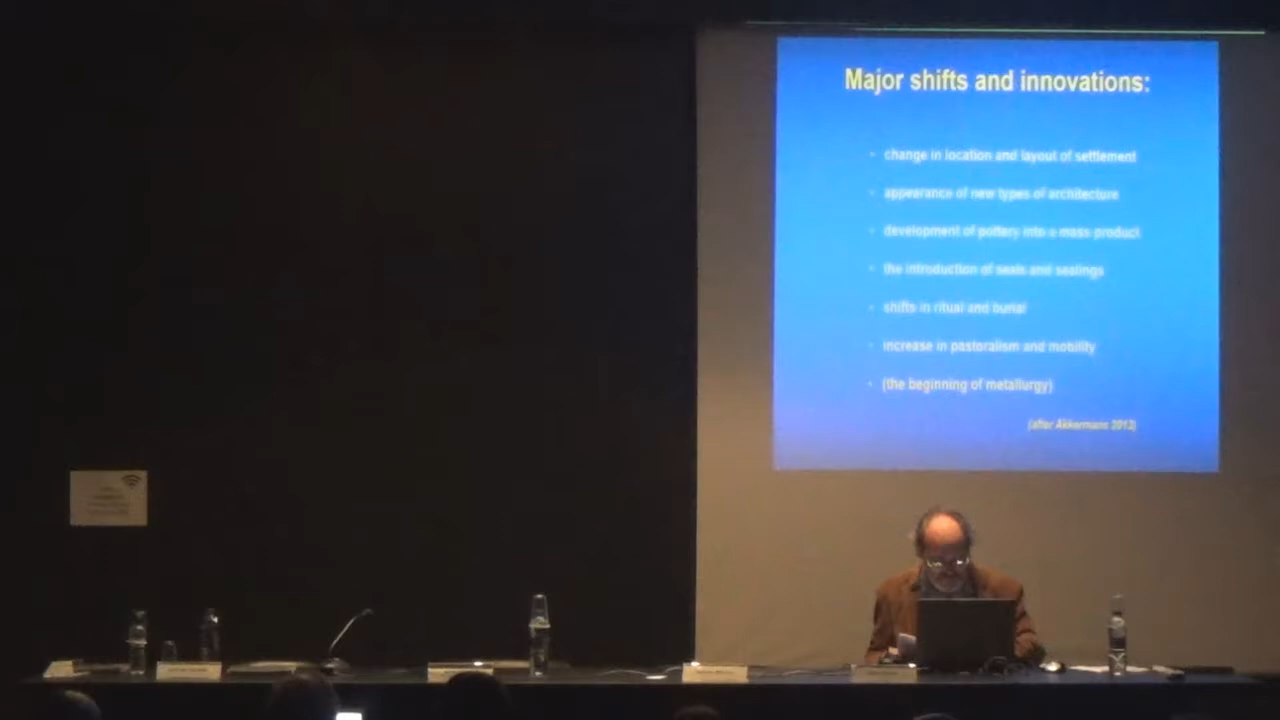 Major shifts and innovations:
- change in location and layout of settlement
- appearance of new types of architecture
- development of pottery into a mass product
- the introduction of seals and sealings
- shifts in ritual and burial
- increase in pastoralism and mobility
- (the beginning of metallurgy)
(after Akkermans 2013)